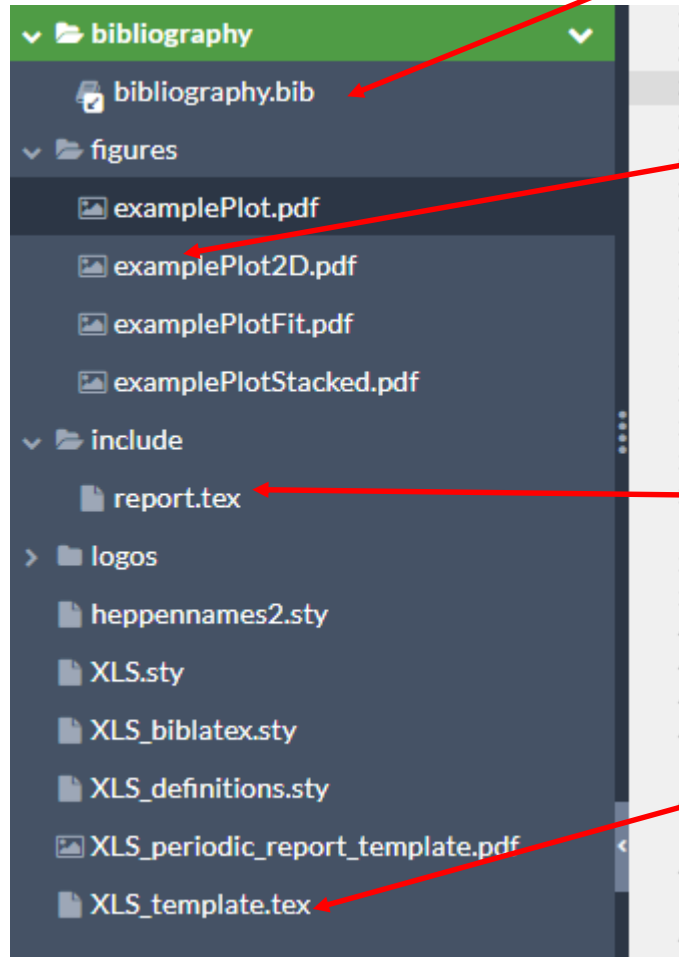 bibliography
bibliography.bib
figures
examplePlot.pdf
examplePlot2D.pdf
examplePlotFit.pdf
examplePlotStacked.pdf
include
report.tex
logos
heppennames2.sty
XLS.sty
XLS_biblatex.sty
XLS_definitions.sty
XLS_periodic_report_template.pdf
XLS_template.tex